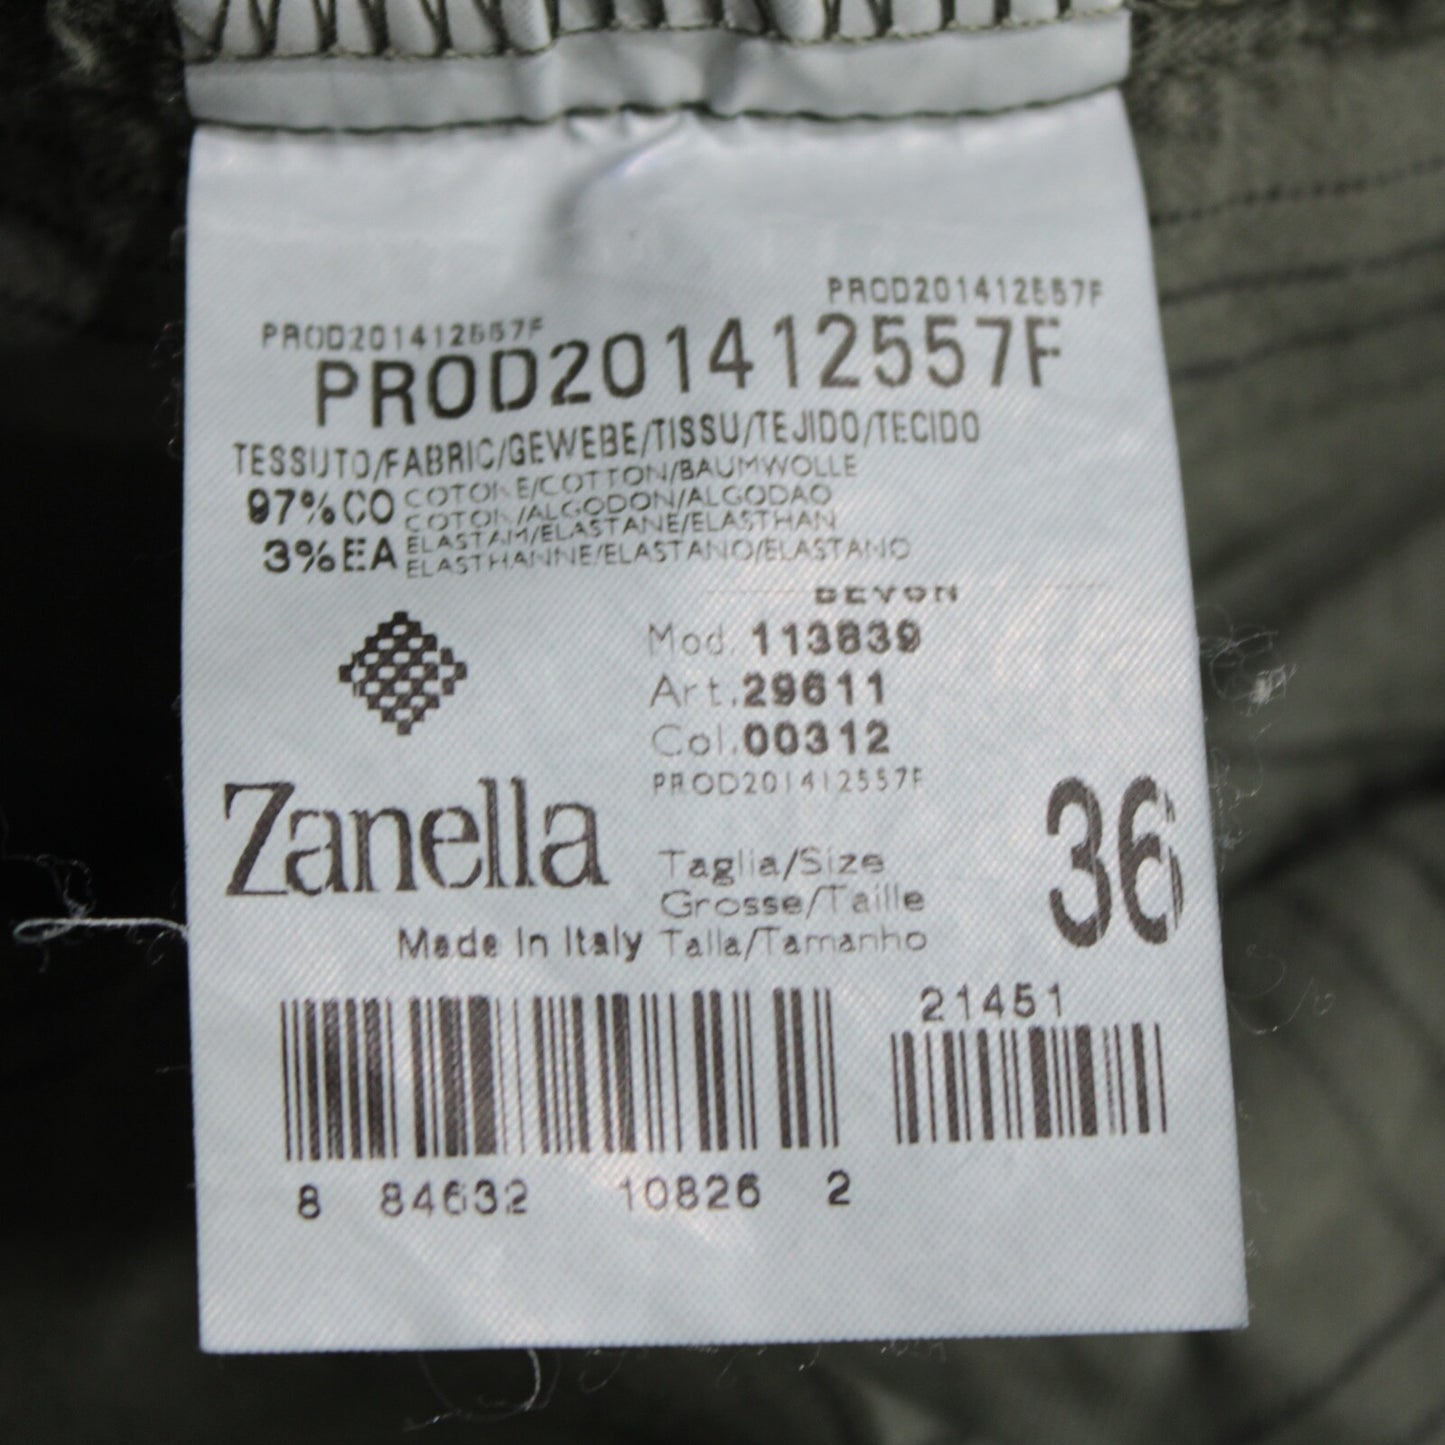 PROD201412557F
PROD201412557F
PROD201412557F
TESSUTO/FABRIC/GEWEBE/TISSU/TEJIDO/TECIDO
97%CO COTONE/COTTON/BAUMWOLLE
COTON/ALGODON/ALGODAO
3%EA ELASTAM/ELASTANE/ELASTHAN
ELASTHANNE/ELASTANO/ELASTANO
DEVON
Mod. 113839
Art. 29611
Col. 00312
PROD201412557F
Zanella
Taglia/Size
Grosse/Taille
Talla/Tamanho
36
Made In Italy
21451
8 84632 10826 2